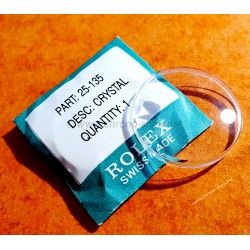 PART: 25-135
DESC: CRYSTAL
QUANTITY: 1
ROLEX
SWISS MADE